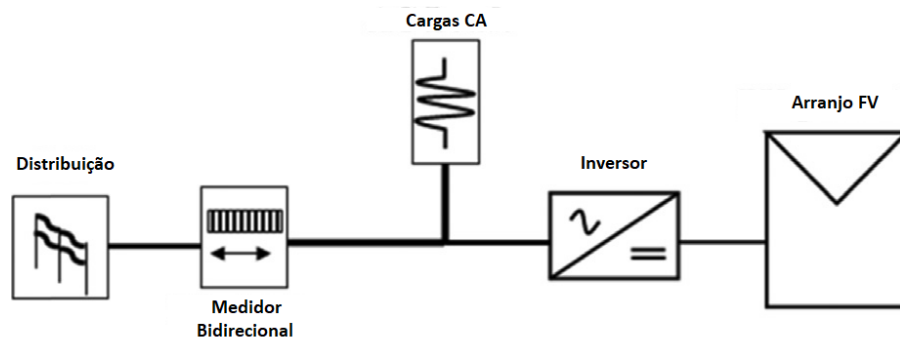 Cargas CA
Arranjo FV
Distribuição
Inversor
Medidor
Bidirecional